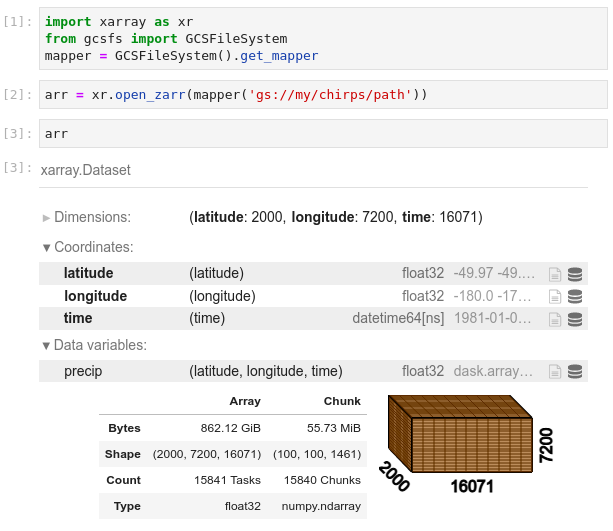 [1]: import xarray as xr
from gcsfs import GCSFileSystem
mapper = GCSFileSystem().get_mapper
[2]: arr = xr.open_zarr(mapper('gs://my/chirps/path'))
[3]: arr
[3]: xarray.Dataset
► Dimensions: (latitude: 2000, longitude: 7200, time: 16071)
▼ Coordinates:
latitude (latitude) float32 -49.97 -49....
longitude (longitude) float32 -180.0 -17...
time (time) datetime64[ns] 1981-01-0...
▼ Data variables:
precip (latitude, longitude, time) float32 dask.array...
Array Chunk
Bytes 862.12 GiB 55.73 MiB
Shape (2000, 7200, 16071) (100, 100, 1461)
Count 15841 Tasks 15840 Chunks
Type float32 numpy.ndarray
2000
16071
7200